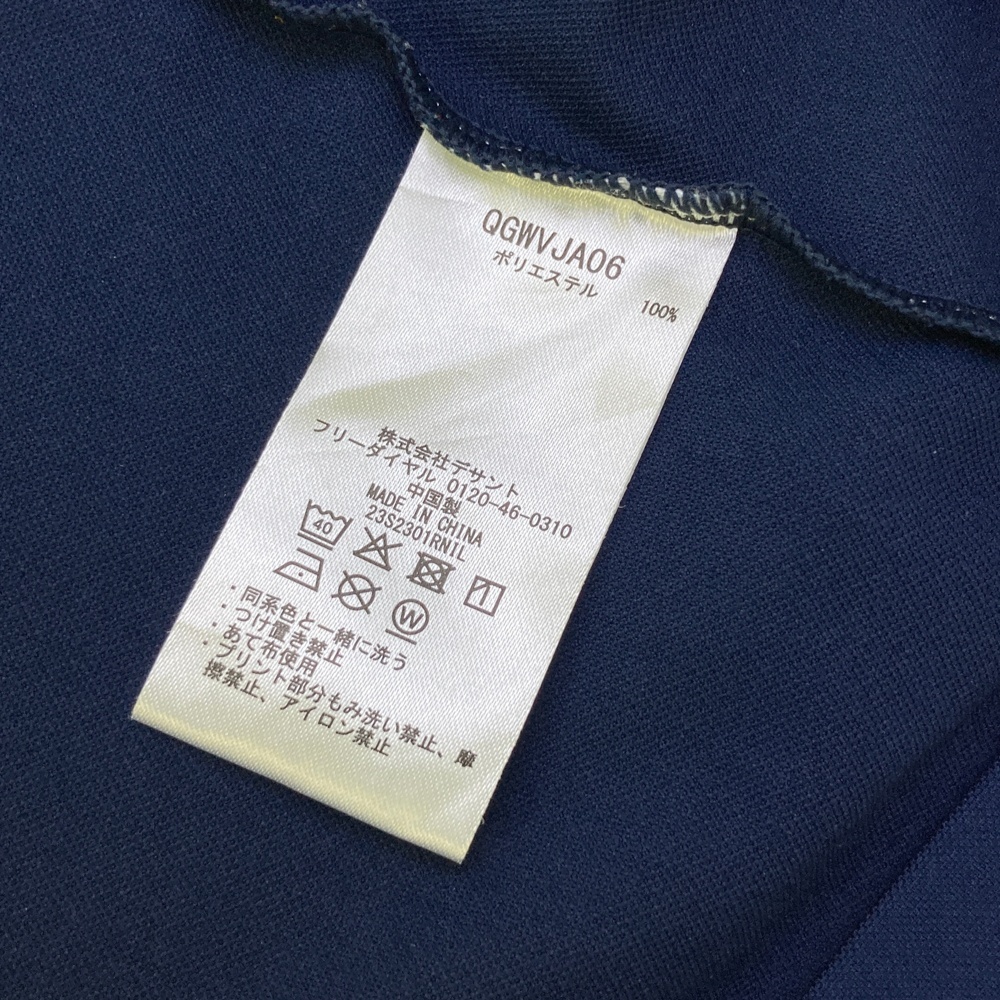 QGWVJA06
ポリエステル 100%
株式会社デサント
フリーダイヤル 0120-46-0310
中国製
MADE IN CHINA
23S2301RNIL
40
W
・同系色と一緒に洗う
・つけ置き禁止
・あて布使用
・プリント部分もみ洗い禁止、摩
擦禁止、アイロン禁止